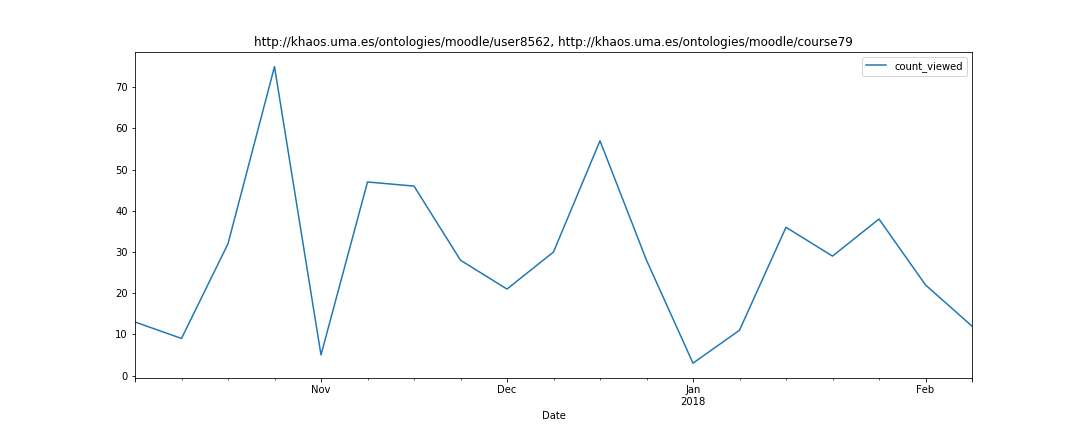 http://khaos.uma.es/ontologies/moodle/user8562, http://khaos.uma.es/ontologies/moodle/course79
count_viewed
70
60
50
40
30
20
10
0
Nov
Dec
Jan
2018
Feb
Date